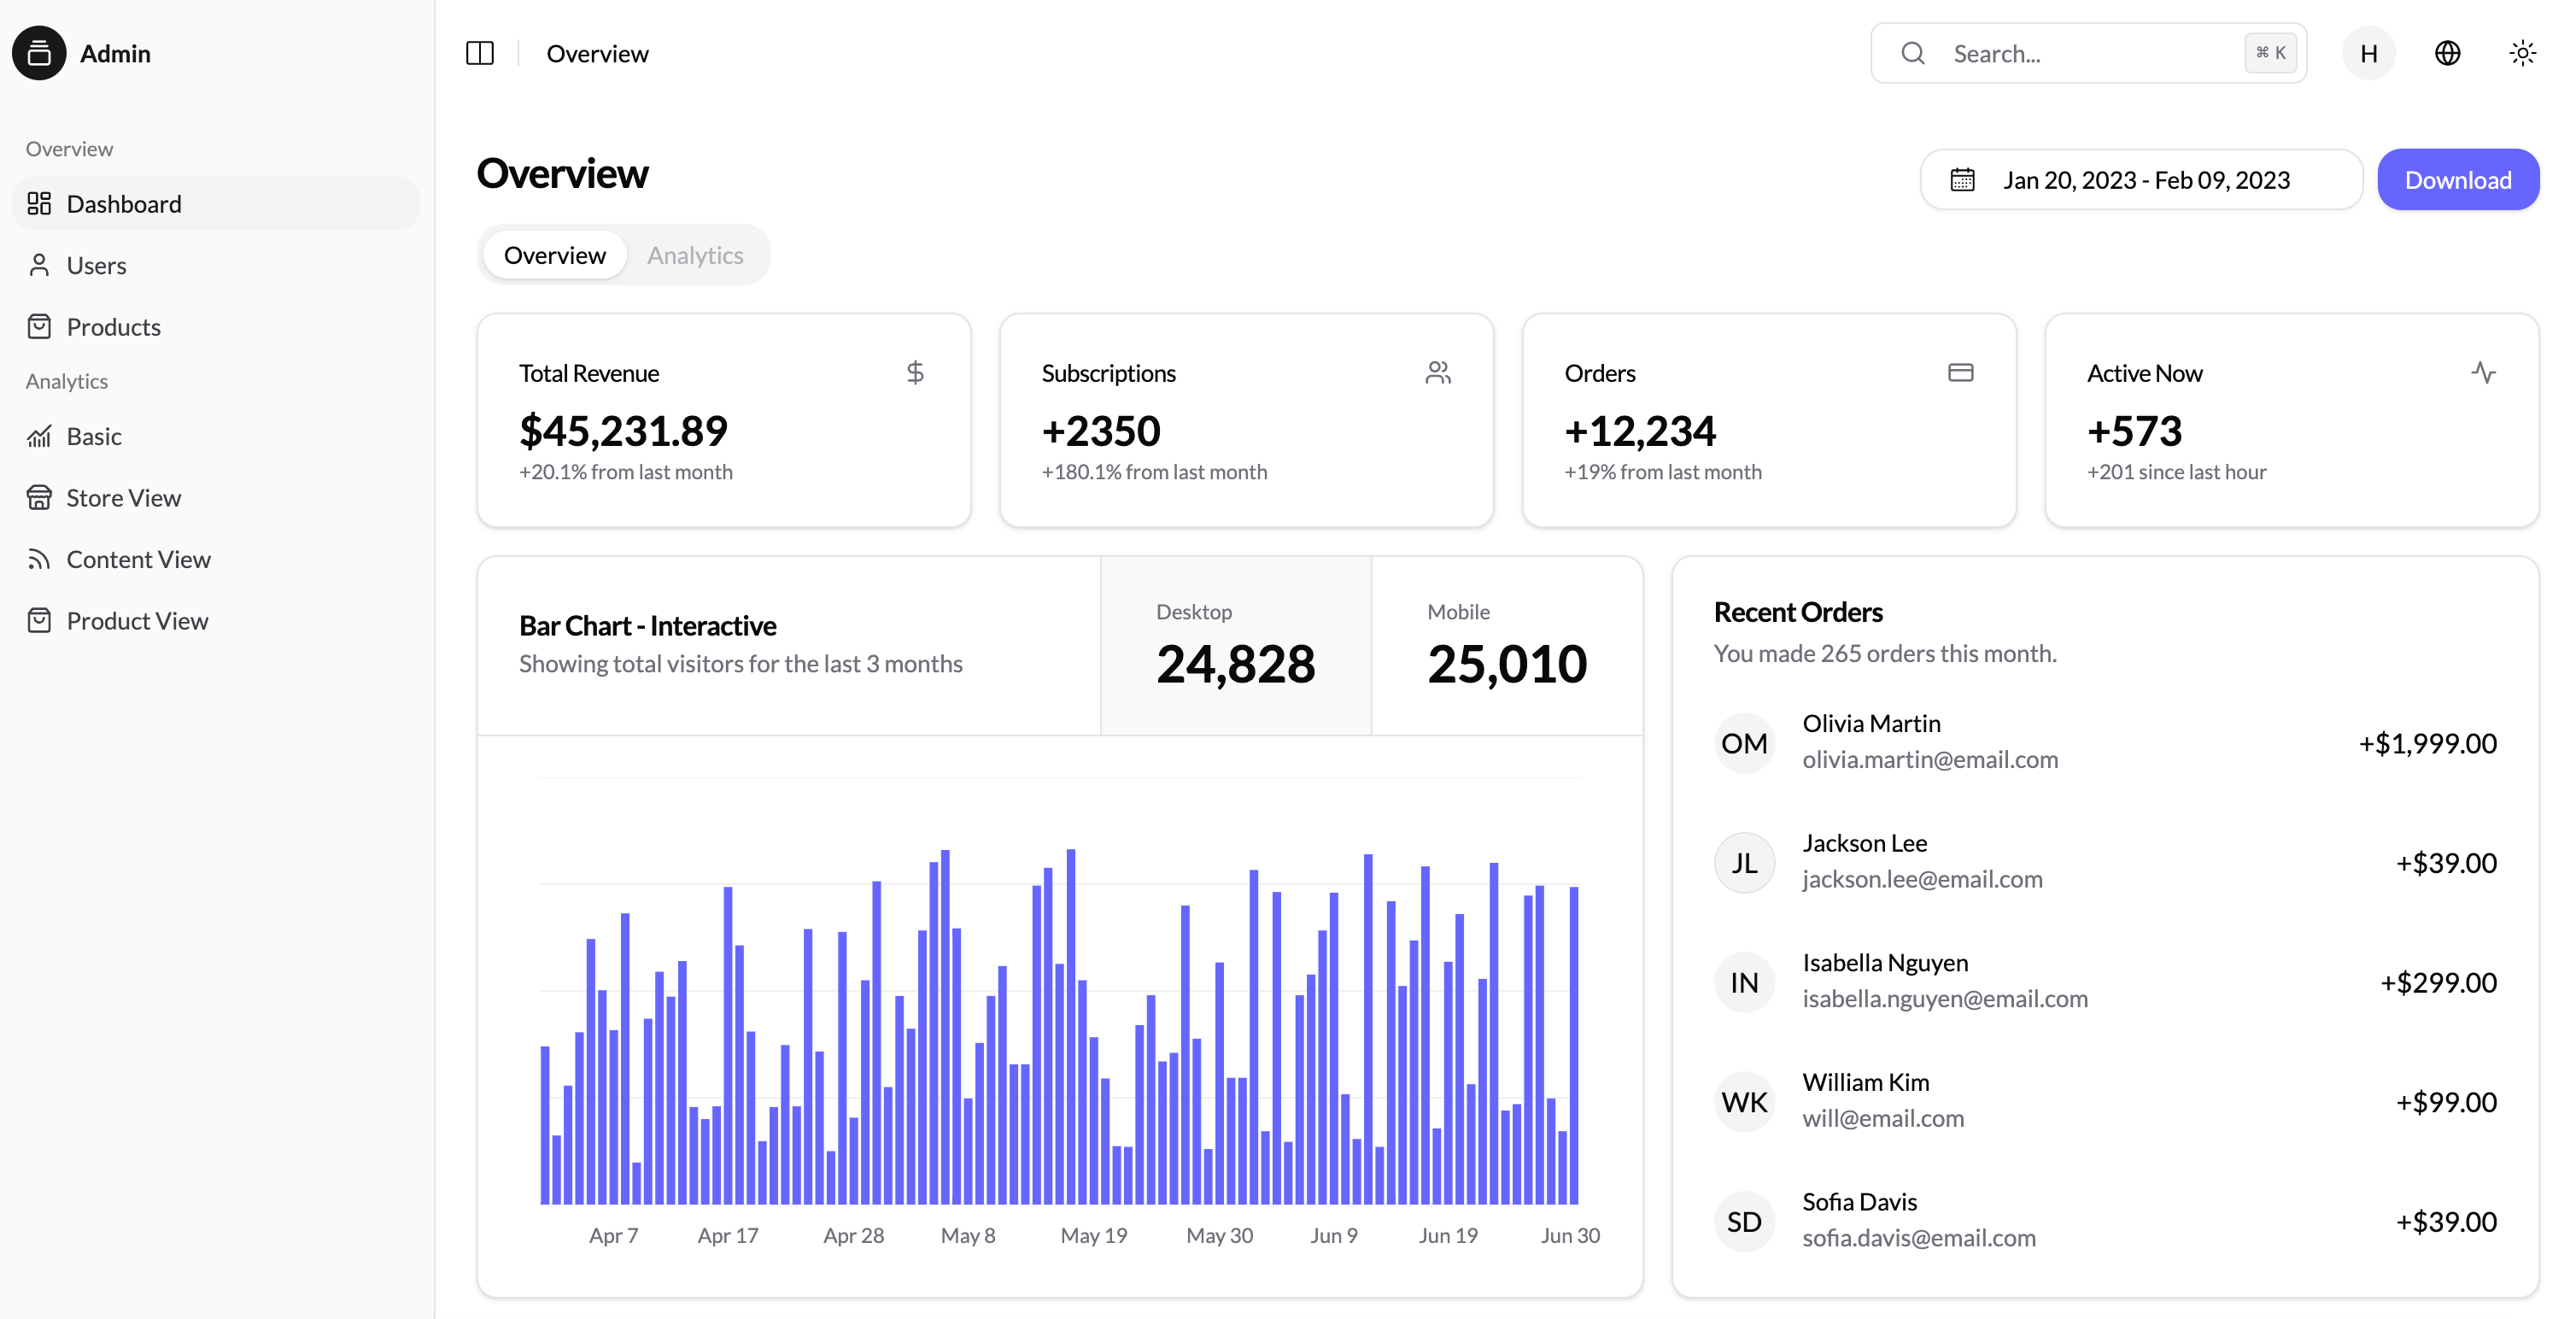 Admin
Overview
Dashboard
Users
Products
Analytics
Basic
Store View
Content View
Product View
Overview
Search...
⌘ K
H
Overview
Jan 20, 2023 - Feb 09, 2023
Download
Overview
Analytics
Total Revenue
$45,231.89
+20.1% from last month
Subscriptions
+2350
+180.1% from last month
Orders
+12,234
+19% from last month
Active Now
+573
+201 since last hour
Bar Chart - Interactive
Showing total visitors for the last 3 months
Desktop
24,828
Mobile
25,010
Apr 7
Apr 17
Apr 28
May 8
May 19
May 30
Jun 9
Jun 19
Jun 30
Recent Orders
You made 265 orders this month.
OM
Olivia Martin
olivia.martin@email.com
+$1,999.00
JL
Jackson Lee
jackson.lee@email.com
+$39.00
IN
Isabella Nguyen
isabella.nguyen@email.com
+$299.00
WK
William Kim
will@email.com
+$99.00
SD
Sofia Davis
sofia.davis@email.com
+$39.00